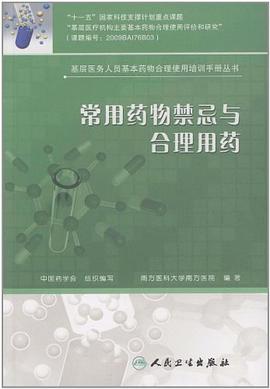 “十一五”国家科技支撑计划重点课题
“基层医疗机构主要基本药物合理使用评价和研究”
（课题编号：2009BAI76B03）
基层医务人员基本药物合理使用培训手册丛书
常用药物禁忌与
合理用药
中国药学会 组织编写 南方医科大学南方医院 编著
人民卫生出版社